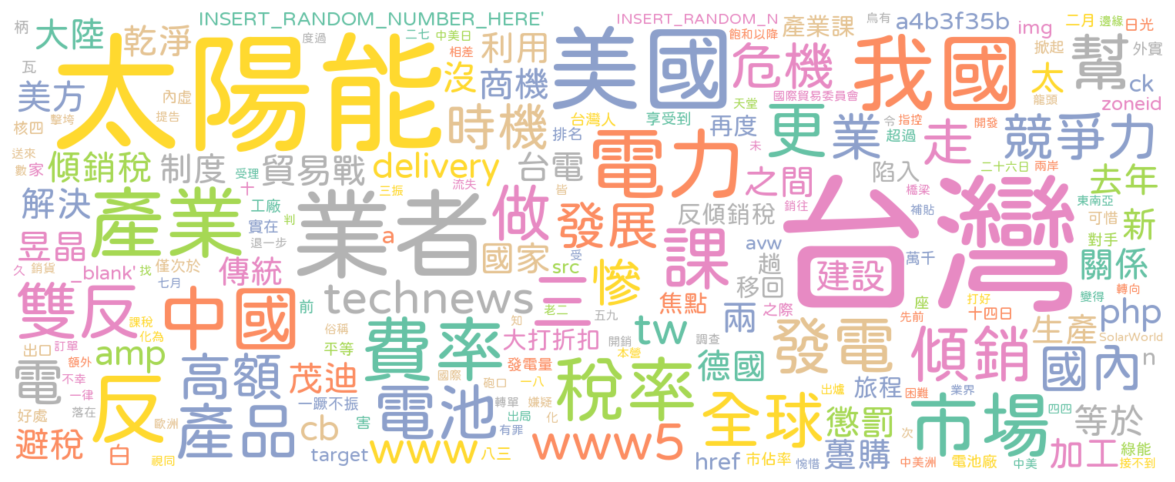 INSERT_RANDOM_NUMBER_HERE'
INSERT_RANDOM_N
柄
大陸
度過
乾淨
二七
中美日
相差
利用
沒
商機
美國
飽和以降
危機
國際貿易委員會
產業課
烏有
a4b3f35b
img
二月
邊緣
日光
掀起
太
龍頭
幫
外實
ck
zoneid
太陽能
我國
瓦
美方
內虛
核四
擊垮
提告
時機
台灣人
排名
享受到
天堂
再度
未
更
業
令
指控
超過
開發
走
競爭力
送來
數
家
傾銷稅
制度
受理
十
貿易戰
delivery
三振
流失
台電
皆
電力
之間
銷往
陷入
二十六日
兩岸
橋梁
補貼
東南亞
去年
可惜
新
對手
解決
產業
工廠
實在
判
退一步
業者
a
做
發展
國家
反傾銷稅
課
avw
移回
趟
台灣
建設
萬千
關係
轉向
昱晶
久
銷貨
_blank'
找
僅次於
七月
傳統
前
technews
三
src
慘
老二
五九
焦點
之際
兩
座
先前
打好
十四日
變得
php
生產
SolarWorld
雙反
中國
課稅
化為
訂單
俗稱
平等
費率
知
大打折扣
開銷
本營
tw
調查
德國
發電
傾銷
國內
n
出口
額外
amp
不幸
一律
電
好處
落在
反
歐洲
視同
避稅
白
高額
產品
茂迪
一蹶不振
害
cb
target
國際
砲口
一八
電池
有罪
發電量
轉單
出局
嫌疑
化
稅率
www
八三
www5
全球
href
市佔率
出爐
旅程
懲罰
惋惜
躉購
困難
業界
次
中美洲
市場
電池廠
四四
中美
等於
加工
綠能
接不到
受